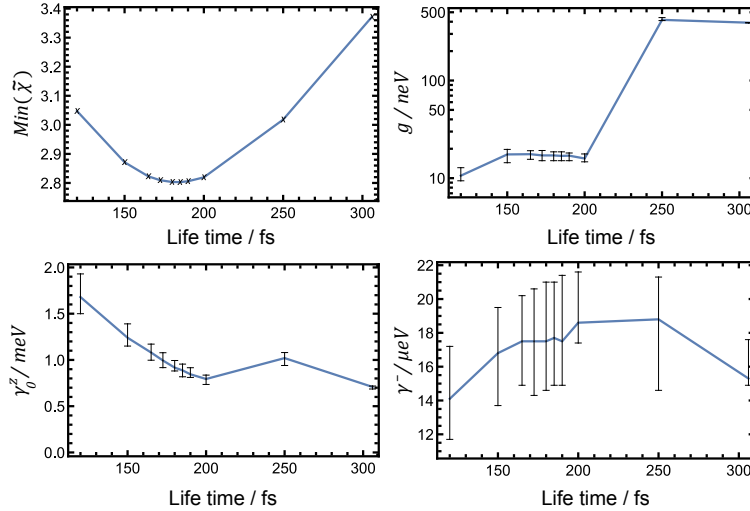 3.4
3.3
3.2
3.1
3.0
2.9
2.8
Min(χ̃)
150 200 250 300
Life time / fs
500
100
50
10
g / neV
150 200 250 300
Life time / fs
2.0
1.5
1.0
0.5
0.0
γ₀ᶻ / meV
150 200 250 300
Life time / fs
22
20
18
16
14
12
γ⁻ / μeV
150 200 250 300
Life time / fs